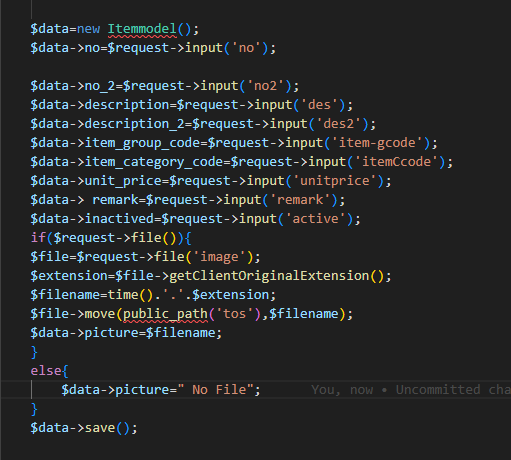 $data=new Itemmodel();
$data->no=$request->input('no');
$data->no_2=$request->input('no2');
$data->description=$request->input('des');
$data->description_2=$request->input('des2');
$data->item_group_code=$request->input('item-gcode');
$data->item_category_code=$request->input('itemCcode');
$data->unit_price=$request->input('unitprice');
$data-> remark=$request->input('remark');
$data->inactived=$request->input('active');
if($request->file()){
$file=$request->file('image');
$extension=$file->getClientOriginalExtension();
$filename=time().'.'.$extension;
$file->move(public_path('tos'),$filename);
$data->picture=$filename;
}
else{
$data->picture=" No File"; You, now • Uncommitted cha
}
$data->save();